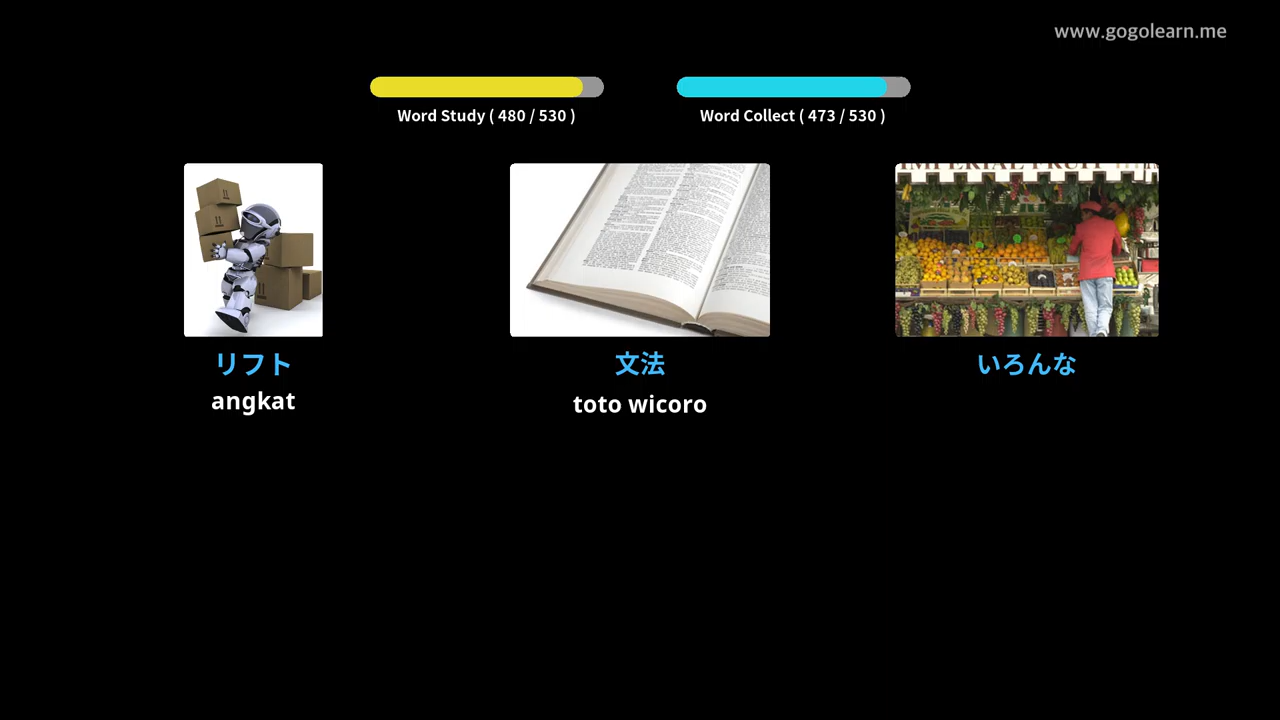 www.gogolearn.me
Word Study ( 480 / 530 )
Word Collect ( 473 / 530 )
リフト
文法
いろんな
angkat
toto wicoro